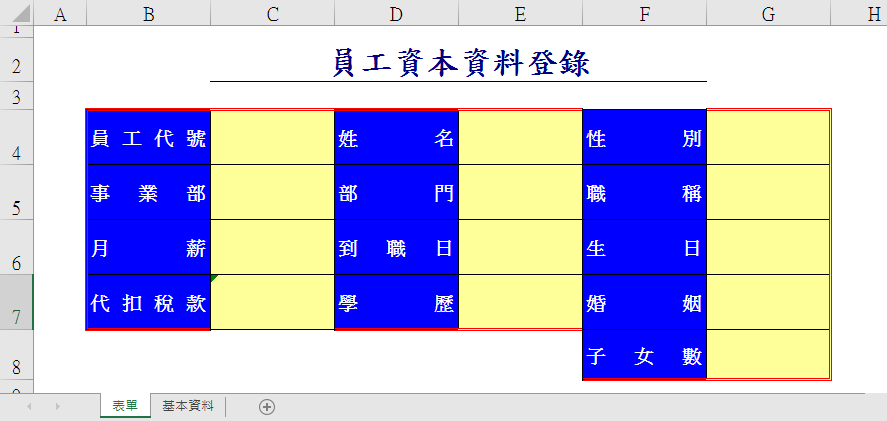 A B C D E F G H
1
2 員工資本資料登錄
3
4 員工代號 姓名 性別
5 事業部 部門 職稱
6 月薪 到職日 生日
7 代扣稅款 學歷 婚姻
8 子女數
表單 基本資料